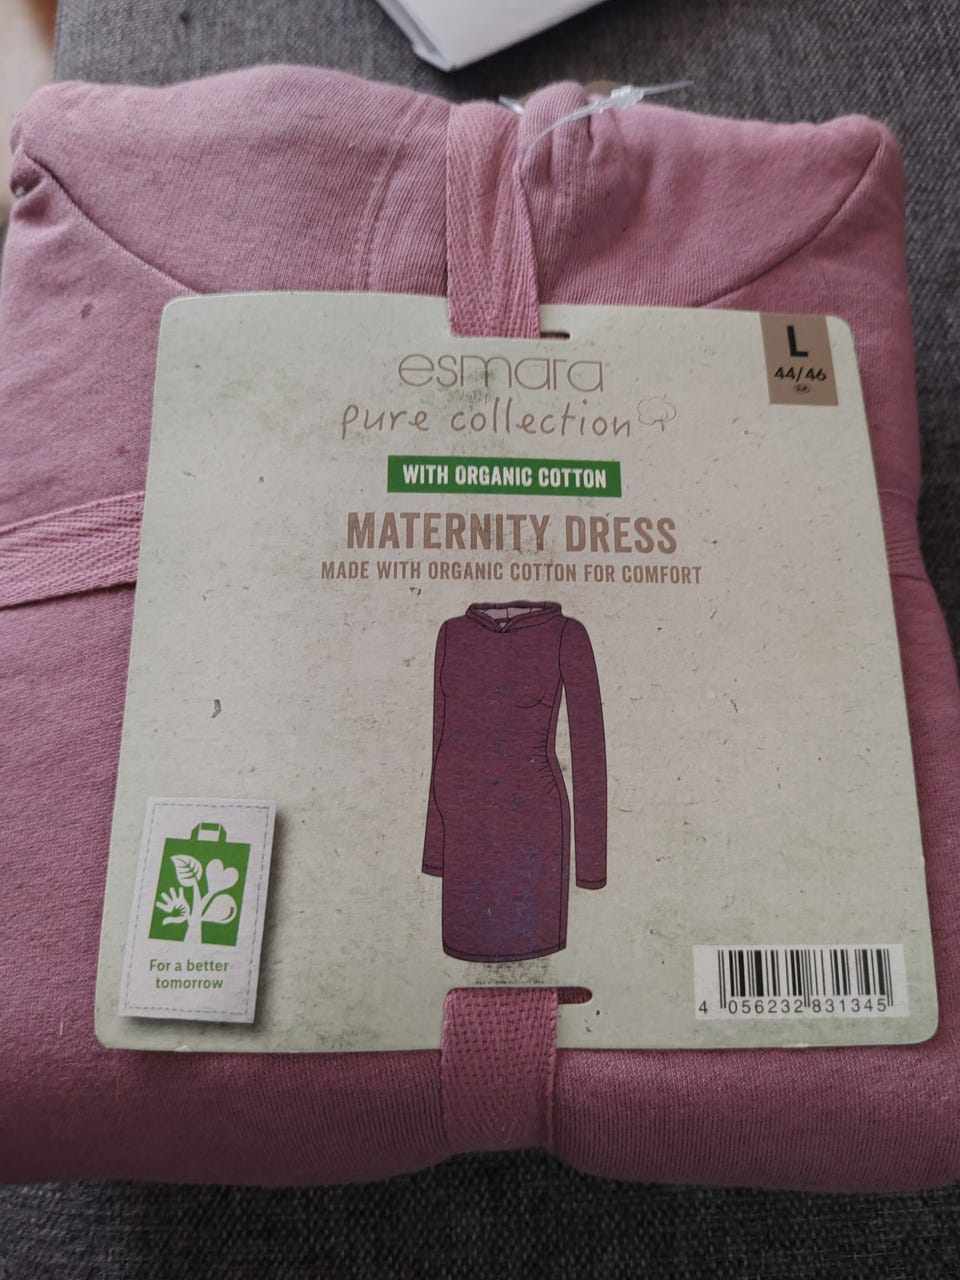 esmara
pure collection
L
44/46
WITH ORGANIC COTTON
MATERNITY DRESS
MADE WITH ORGANIC COTTON FOR COMFORT
For a better
tomorrow
4 056232 831345